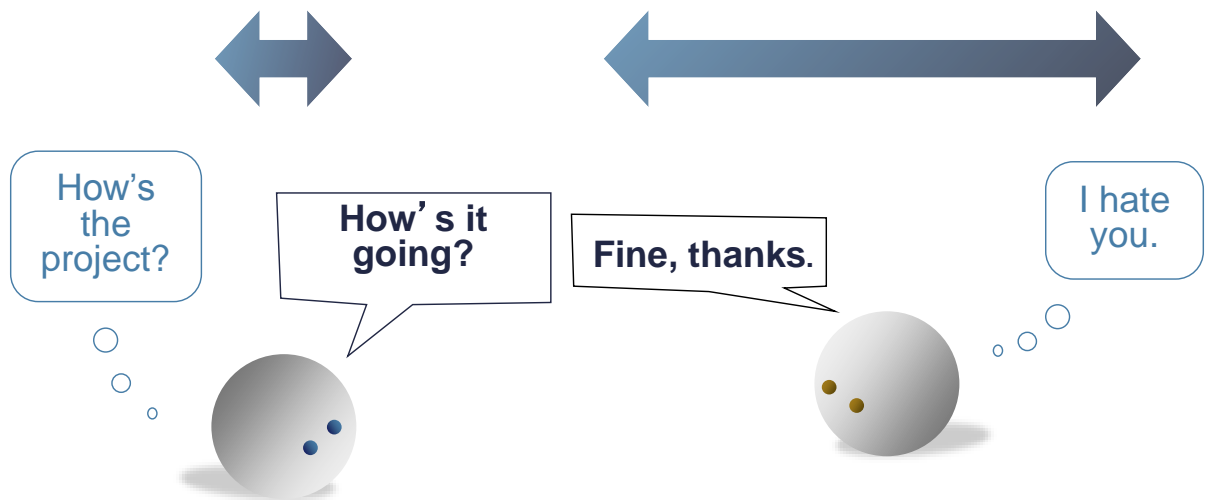 How’s
the
project?
How’ s it
going?
Fine, thanks.
I hate
you.